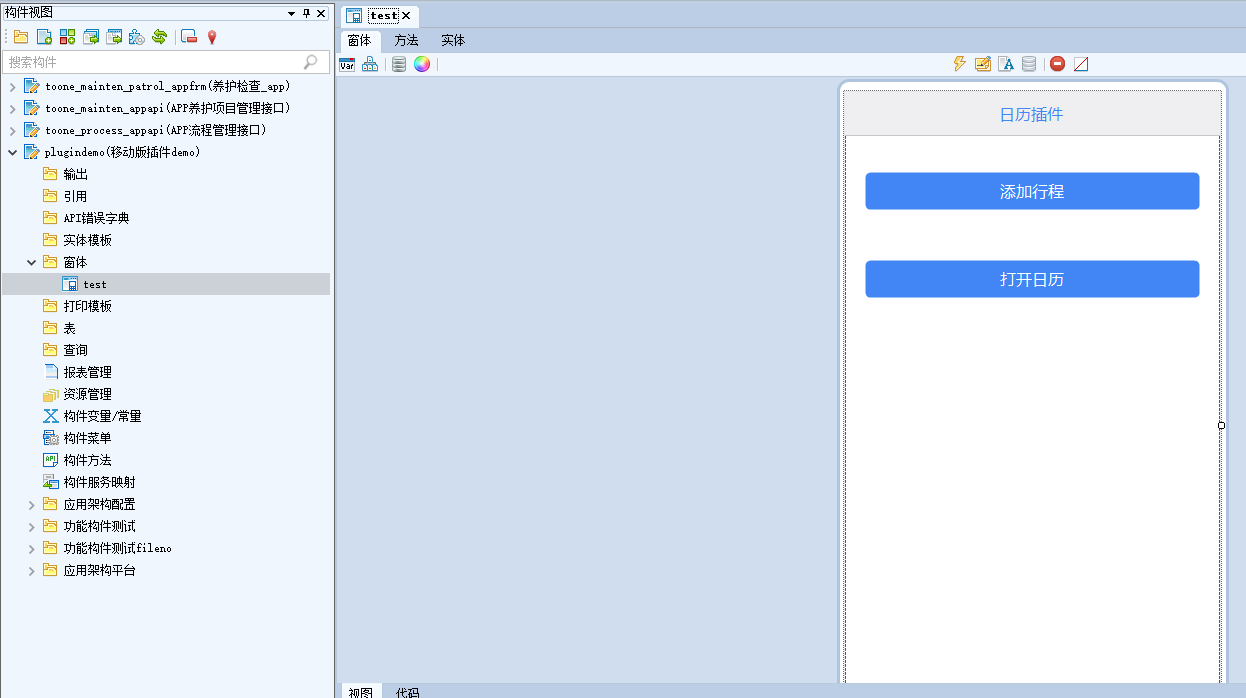 构件视图
搜索构件
toone_mainten_patrol_appfrm(养护检查_app)
toone_mainten_appapi(APP养护项目管理接口)
toone_process_appapi(APP流程管理接口)
plugindemo(移动版插件demo)
输出
引用
API错误字典
实体模板
窗体
test
打印模板
表
查询
报表管理
资源管理
构件变量/常量
构件菜单
API
构件方法
构件服务映射
应用架构配置
功能构件测试
功能构件测试fileno
应用架构平台
test
窗体 方法 实体
Var
A
日历插件
添加行程
打开日历
视图 代码